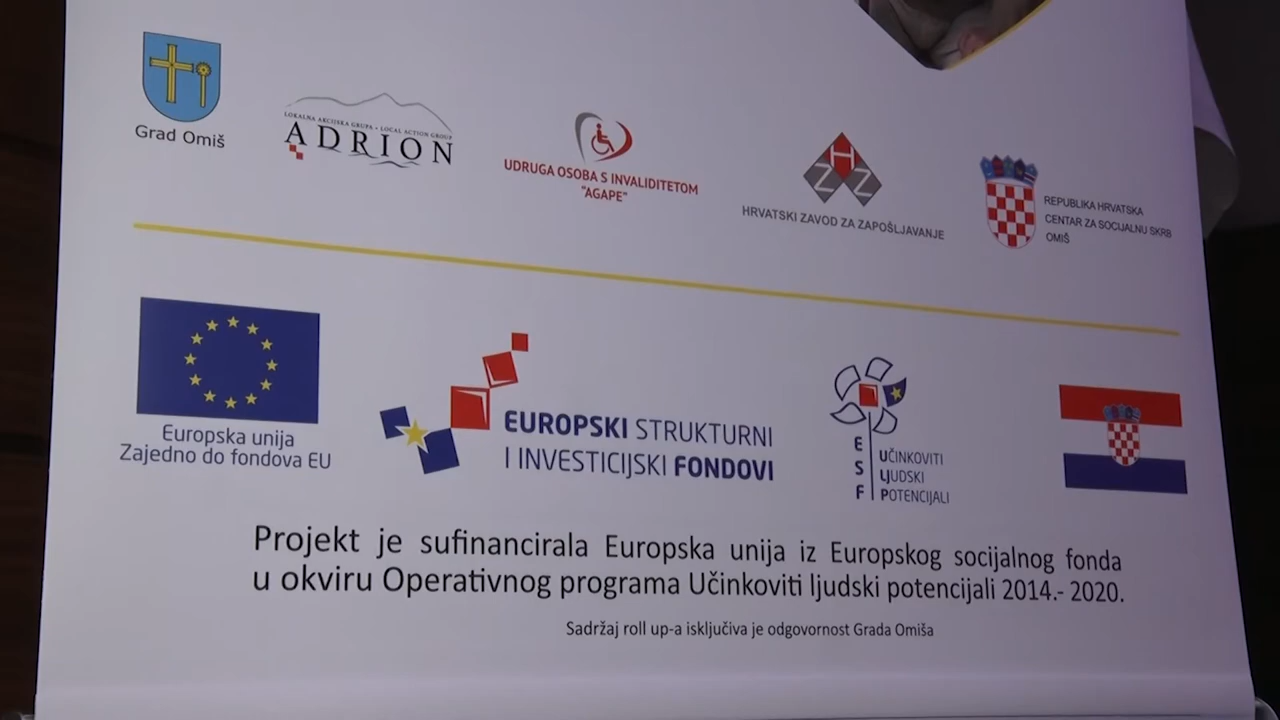 Grad Omiš
LOKALNA AKCIJSKA GRUPA • LOCAL ACTION GROUP
ADRION
UDRUGA OSOBA S INVALIDITETOM
"AGAPE"
HZZ
HRVATSKI ZAVOD ZA ZAPOŠLJAVANJE
REPUBLIKA HRVATSKA
CENTAR ZA SOCIJALNU SKRB
OMIŠ
Europska unija
Zajedno do fondova EU
EUROPSKI STRUKTURNI
I INVESTICIJSKI FONDOVI
ESF
UČINKOVITI
LJUDSKI
POTENCIJALI
Projekt je sufinancirala Europska unija iz Europskog socijalnog fonda
u okviru Operativnog programa Učinkoviti ljudski potencijali 2014.- 2020.
Sadržaj roll up-a isključiva je odgovornost Grada Omiša